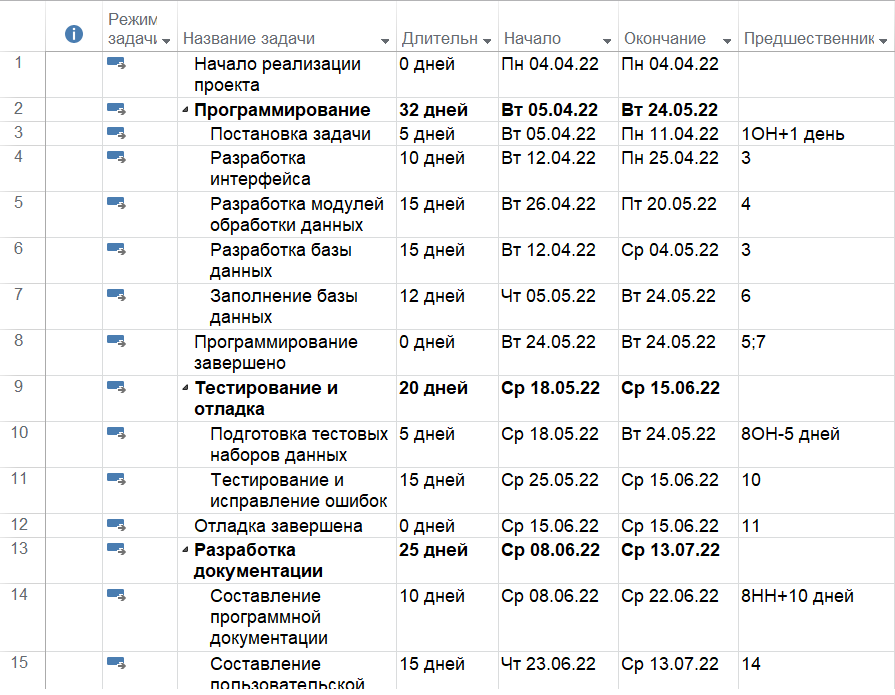 Режим задачи Название задачи Длительн Начало Окончание Предшественник
1 Начало реализации проекта 0 дней Пн 04.04.22 Пн 04.04.22
2 Программирование 32 дней Вт 05.04.22 Вт 24.05.22
3 Постановка задачи 5 дней Вт 05.04.22 Пн 11.04.22 1ОН+1 день
4 Разработка интерфейса 10 дней Вт 12.04.22 Пн 25.04.22 3
5 Разработка модулей обработки данных 15 дней Вт 26.04.22 Пт 20.05.22 4
6 Разработка базы данных 15 дней Вт 12.04.22 Ср 04.05.22 3
7 Заполнение базы данных 12 дней Чт 05.05.22 Вт 24.05.22 6
8 Программирование завершено 0 дней Вт 24.05.22 Вт 24.05.22 5;7
9 Тестирование и отладка 20 дней Ср 18.05.22 Ср 15.06.22
10 Подготовка тестовых наборов данных 5 дней Ср 18.05.22 Вт 24.05.22 8ОН-5 дней
11 Тестирование и исправление ошибок 15 дней Ср 25.05.22 Ср 15.06.22 10
12 Отладка завершена 0 дней Ср 15.06.22 Ср 15.06.22 11
13 Разработка документации 25 дней Ср 08.06.22 Ср 13.07.22
14 Составление программной документации 10 дней Ср 08.06.22 Ср 22.06.22 8НН+10 дней
15 Составление пользовательской 15 дней Чт 23.06.22 Ср 13.07.22 14